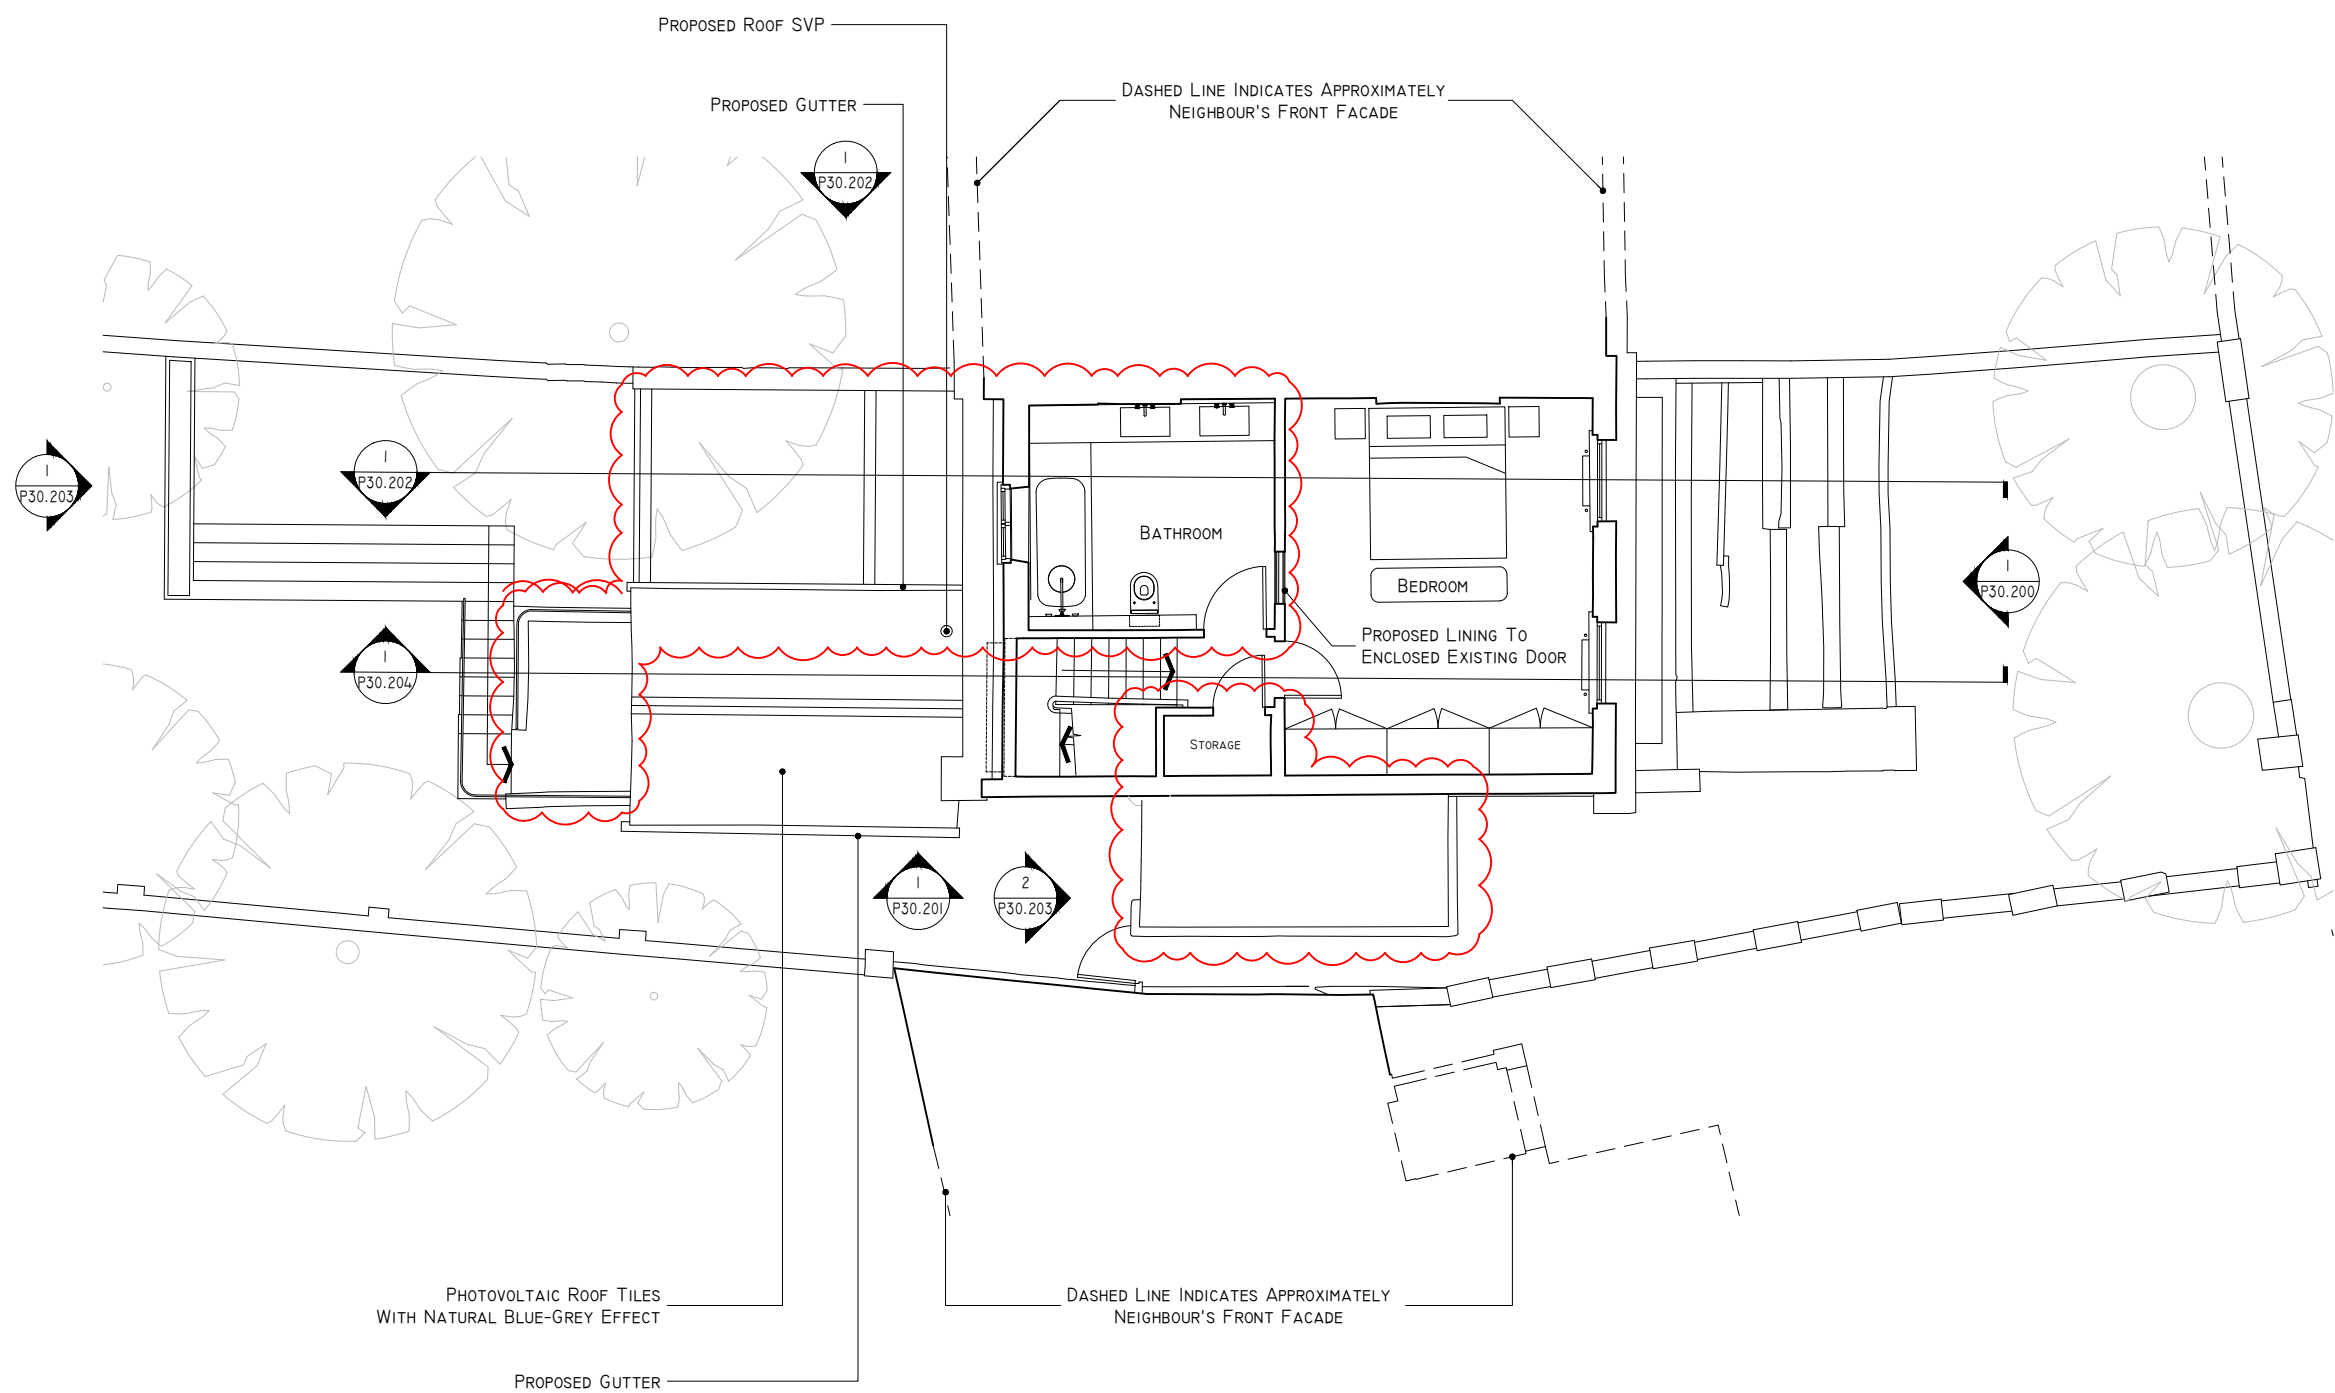 Proposed Roof SVP
Dashed Line Indicates Approximately
Neighbour's Front Facade
Proposed Gutter
1
P30.202
1
P30.203
1
P30.202
Bathroom
Bedroom
1
P30.200
Proposed Lining To
Enclosed Existing Door
1
P30.204
Storage
1
P30.201
2
P30.203
Photovoltaic Roof Tiles
With Natural Blue-Grey Effect
Dashed Line Indicates Approximately
Neighbour's Front Facade
Proposed Gutter